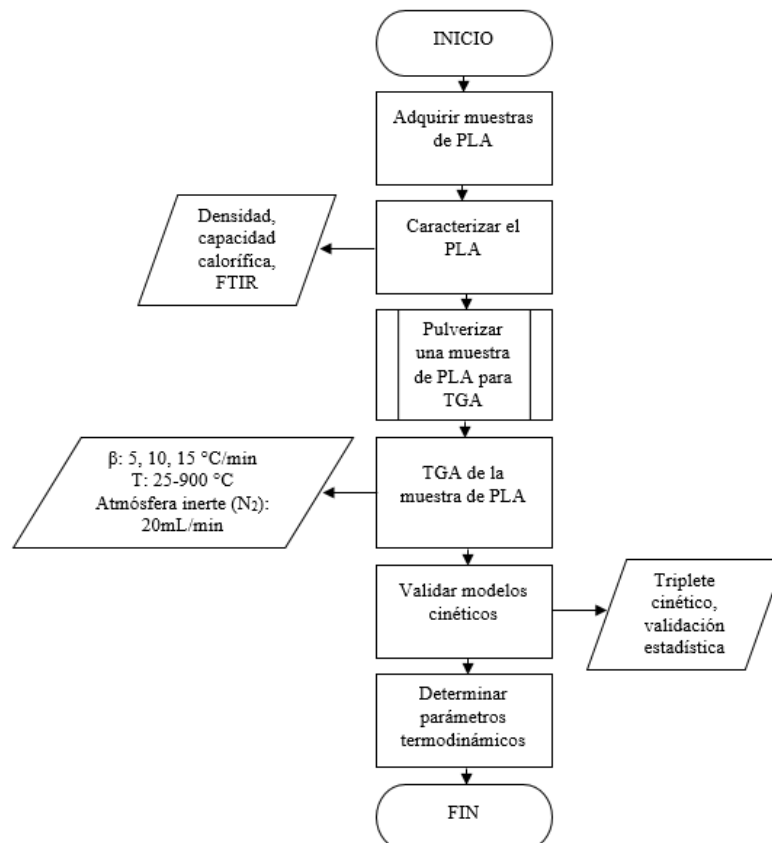 INICIO
Adquirir muestras
de PLA
Densidad,
capacidad
calorífica,
FTIR
Caracterizar el
PLA
Pulverizar
una muestra
de PLA para
TGA
β: 5, 10, 15 °C/min
T: 25-900 °C
Atmósfera inerte (N₂):
20mL/min
TGA de la
muestra de PLA
Validar modelos
cinéticos
Triplete
cinético,
validación
estadística
Determinar
parámetros
termodinámicos
FIN